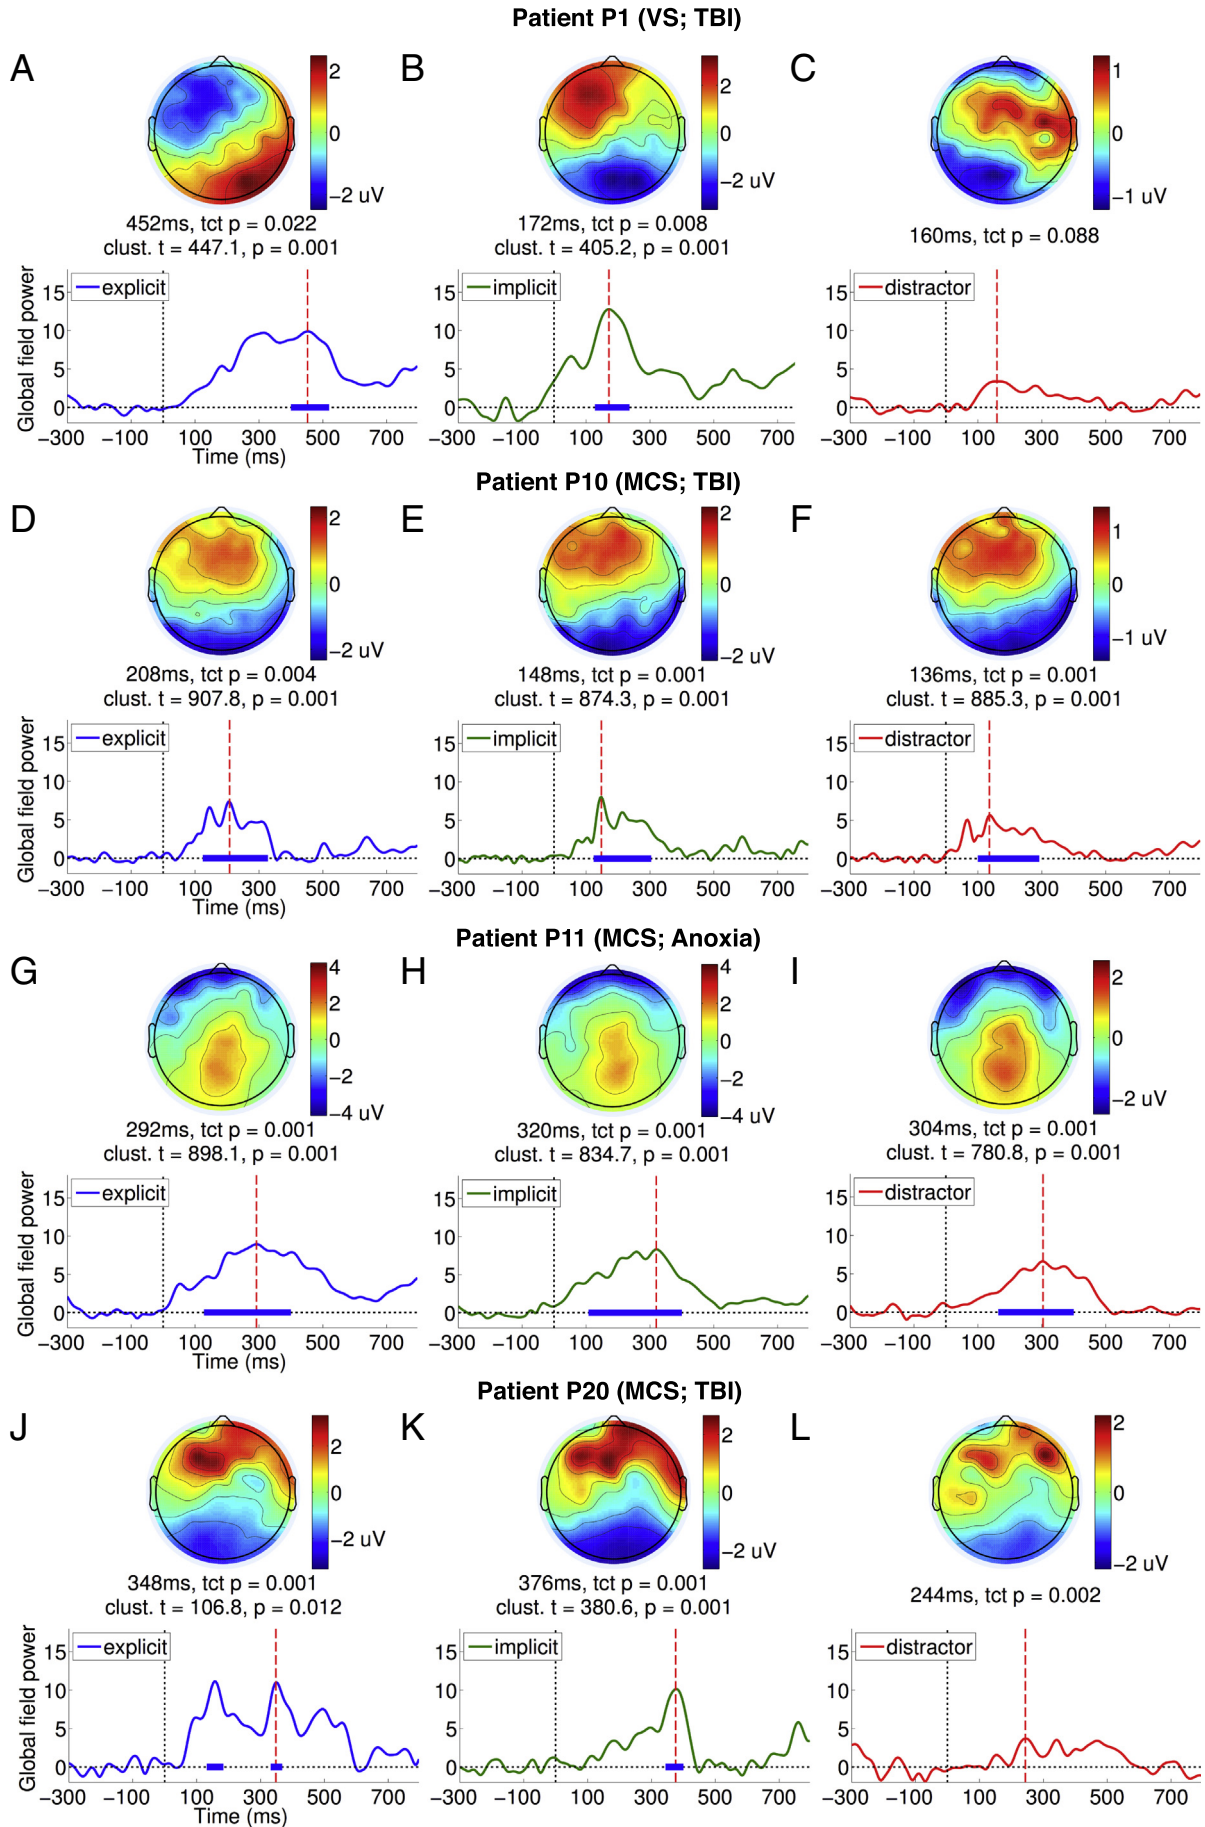 Patient P1 (VS; TBI)
A
2
0
−2 uV
452ms, tct p = 0.022
clust. t = 447.1, p = 0.001
B
2
0
−2 uV
172ms, tct p = 0.008
clust. t = 405.2, p = 0.001
C
1
0
−1 uV
160ms, tct p = 0.088
Global field power
15
10
5
0
explicit
−300 −100 100 300 500 700
Time (ms)
15
10
5
0
implicit
−300 −100 100 300 500 700
15
10
5
0
distractor
−300 −100 100 300 500 700
Patient P10 (MCS; TBI)
D
2
0
−2 uV
208ms, tct p = 0.004
clust. t = 907.8, p = 0.001
E
2
0
−2 uV
148ms, tct p = 0.001
clust. t = 874.3, p = 0.001
F
1
0
−1 uV
136ms, tct p = 0.001
clust. t = 885.3, p = 0.001
Global field power
15
10
5
0
explicit
−300 −100 100 300 500 700
Time (ms)
15
10
5
0
implicit
−300 −100 100 300 500 700
15
10
5
0
distractor
−300 −100 100 300 500 700
Patient P11 (MCS; Anoxia)
G
4
2
0
−2
−4 uV
292ms, tct p = 0.001
clust. t = 898.1, p = 0.001
H
4
2
0
−2
−4 uV
320ms, tct p = 0.001
clust. t = 834.7, p = 0.001
I
2
0
−2 uV
304ms, tct p = 0.001
clust. t = 780.8, p = 0.001
Global field power
15
10
5
0
explicit
−300 −100 100 300 500 700
Time (ms)
15
10
5
0
implicit
−300 −100 100 300 500 700
15
10
5
0
distractor
−300 −100 100 300 500 700
Patient P20 (MCS; TBI)
J
2
0
−2 uV
348ms, tct p = 0.001
clust. t = 106.8, p = 0.012
K
2
0
−2 uV
376ms, tct p = 0.001
clust. t = 380.6, p = 0.001
L
2
0
−2 uV
244ms, tct p = 0.002
Global field power
15
10
5
0
explicit
−300 −100 100 300 500 700
Time (ms)
15
10
5
0
implicit
−300 −100 100 300 500 700
15
10
5
0
distractor
−300 −100 100 300 500 700